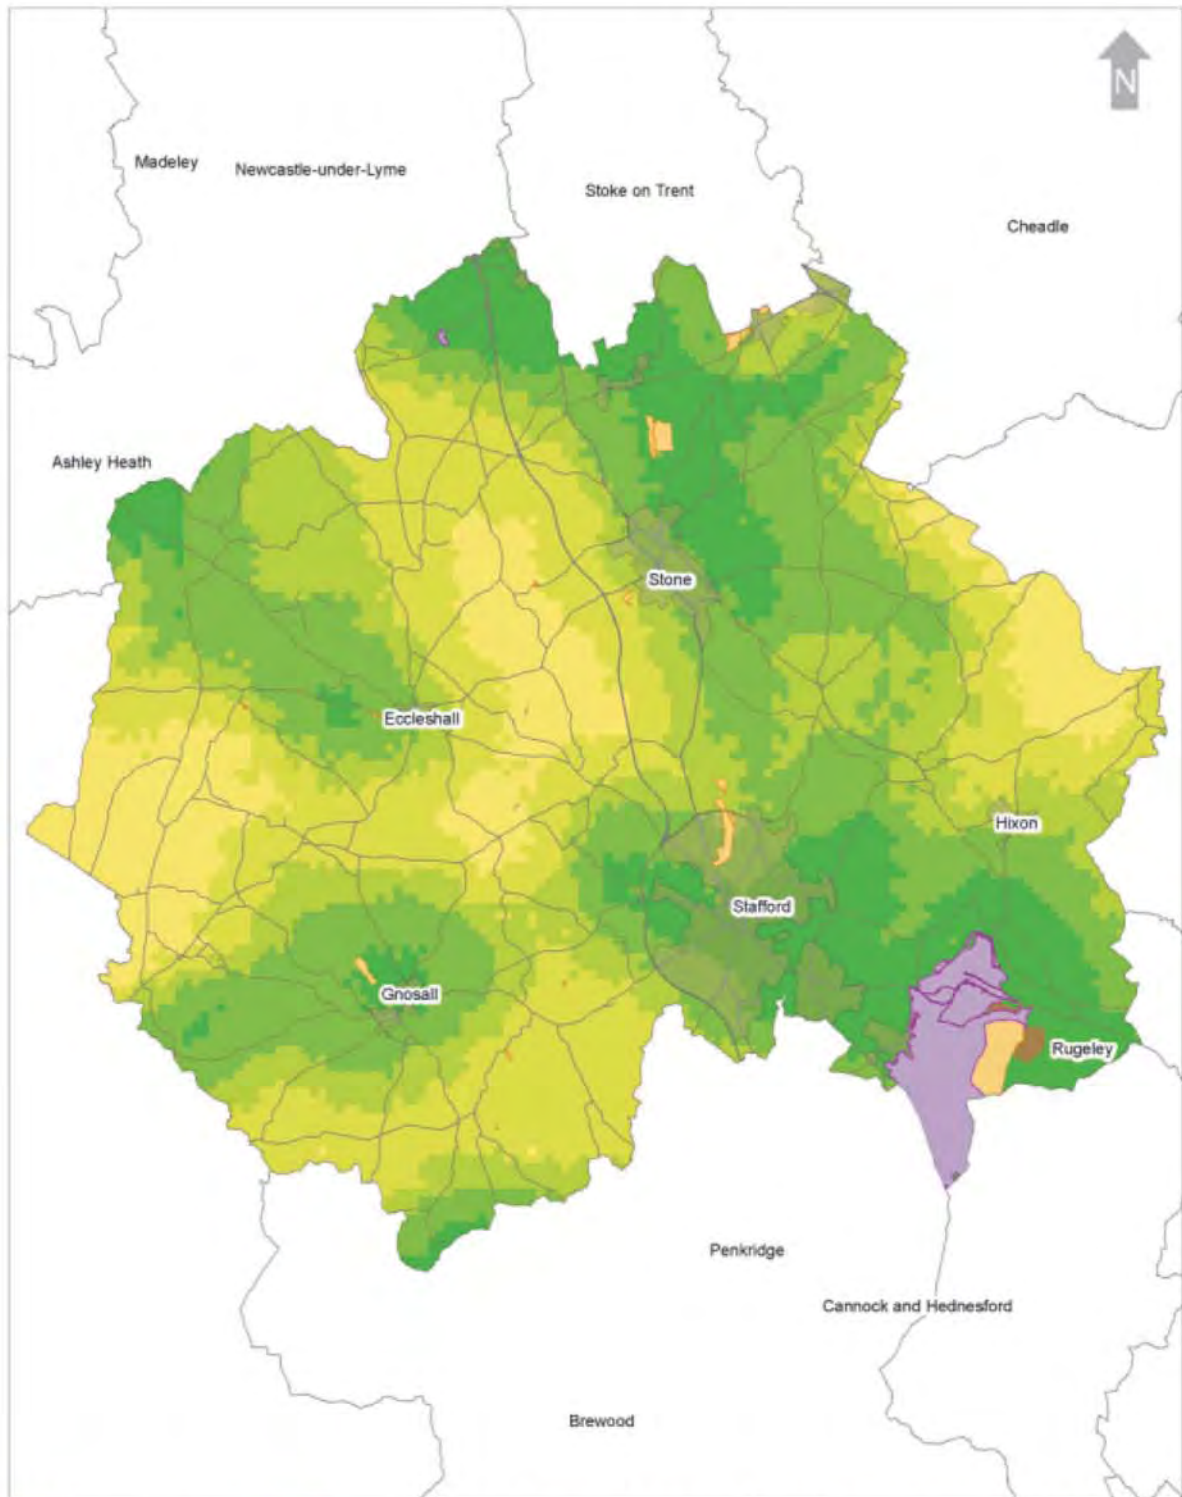 N
Madeley
Newcastle-under-Lyme
Stoke on Trent
Cheadle
Ashley Heath
Stone
Eccleshall
Hixon
Stafford
Gnosall
Rugeley
Penkridge
Cannock and Hednesford
Brewood